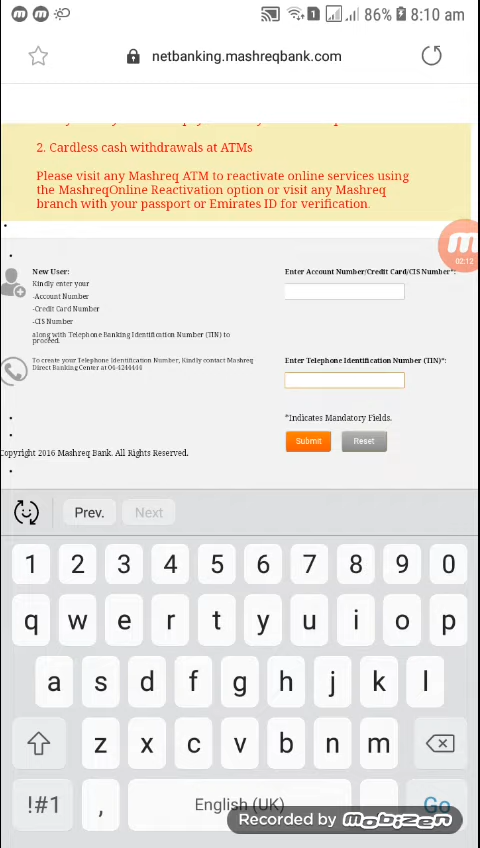 86% 8:10 am
netbanking.mashreqbank.com
2. Cardless cash withdrawals at ATMs
Please visit any Mashreq ATM to reactivate online services using
the MashreqOnline Reactivation option or visit any Mashreq
branch with your passport or Emirates ID for verification.
02:12
New User:
Kindly enter your
-Account Number
-Credit Card Number
-CIS Number
along with Telephone Banking Identification Number (TIN) to
proceed.
Enter Account Number/Credit Card/CIS Number*:
To create your Telephone Identification Number, Kindly contact Mashreq
Direct Banking Center at 04-4244444
Enter Telephone Identification Number (TIN)*:
*Indicates Mandatory Fields.
Submit Reset
Copyright 2016 Mashreq Bank. All Rights Reserved.
Prev. Next
1 2 3 4 5 6 7 8 9 0
q w e r t y u i o p
a s d f g h j k l
z x c v b n m
!#1 , English (UK) Go
Recorded by mobizen